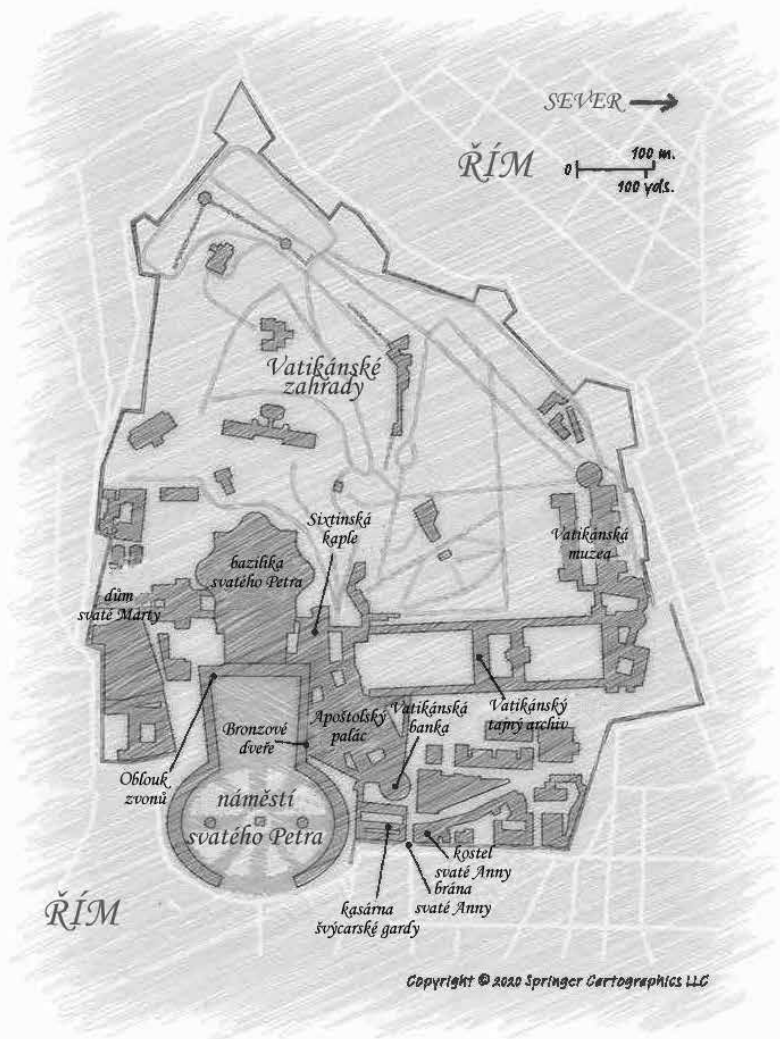 SEVER
ŘÍM
0
100 m.
100 yds.
Vatikánské
zahrady
Sixtinská
kaple
bazilika
svatého Petra
Vatikánská
muzea
dům
svaté Marty
Bronzové
dveře
Apoštolský
palác
Vatikánská
banka
Vatikánský
tajný archiv
Oblouk
zvonů
náměstí
svatého Petra
kostel
svaté Anny
brána
svaté Anny
kasárna
švýcarské gardy
ŘÍM
Copyright © 2020 Springer Cartographics LLC